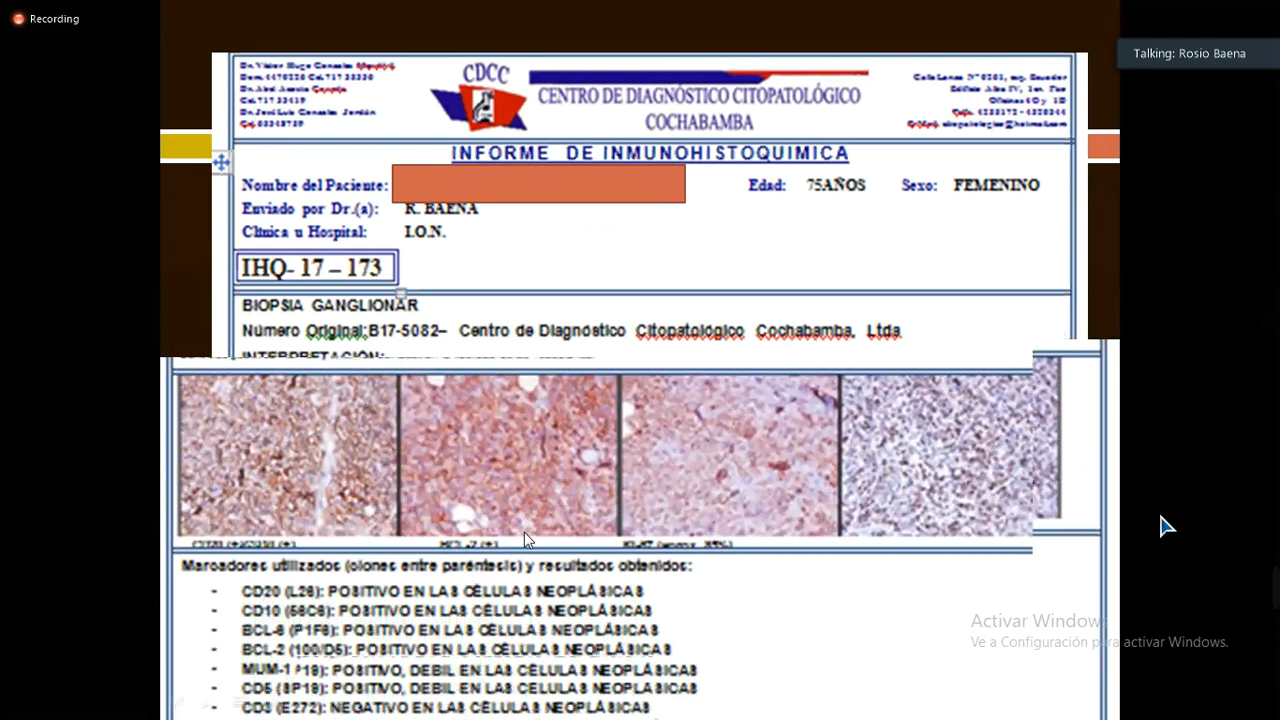 Recording
Talking: Rosio Baena
CDCC
CENTRO DE DIAGNÓSTICO CITOPATOLÓGICO
COCHABAMBA
INFORME DE INMUNOHISTOQUIMICA
Nombre del Paciente:
Edad: 75AÑOS Sexo: FEMENINO
Enviado por Dr.(a): R. BAENA
Clínica u Hospital: I.O.N.
IHQ- 17 – 173
BIOPSIA GANGLIONAR
Número Original:B17-5082– Centro de Diagnóstico Citopatológico Cochabamba. Ltda
INTERPRETACIÓN:
Marcadores utilizados (clones entre paréntesis) y resultados obtenidos:
- CD20 (L26): POSITIVO EN LAS CÉLULAS NEOPLÁSICAS
- CD10 (56C6): POSITIVO EN LAS CÉLULAS NEOPLÁSICAS
- BCL-6 (P1F6): POSITIVO EN LAS CÉLULAS NEOPLÁSICAS
- BCL-2 (100/D5): POSITIVO EN LAS CÉLULAS NEOPLÁSICAS
- MUM-1 POSITIVO, DEBIL EN LAS CÉLULAS NEOPLÁSICAS
- CD5 (SP19): POSITIVO, DEBIL EN LAS CÉLULAS NEOPLÁSICAS
- CD3 (E272): NEGATIVO EN LAS CÉLULAS NEOPLÁSICAS
Activar Windows
Ve a Configuración para activar Windows.